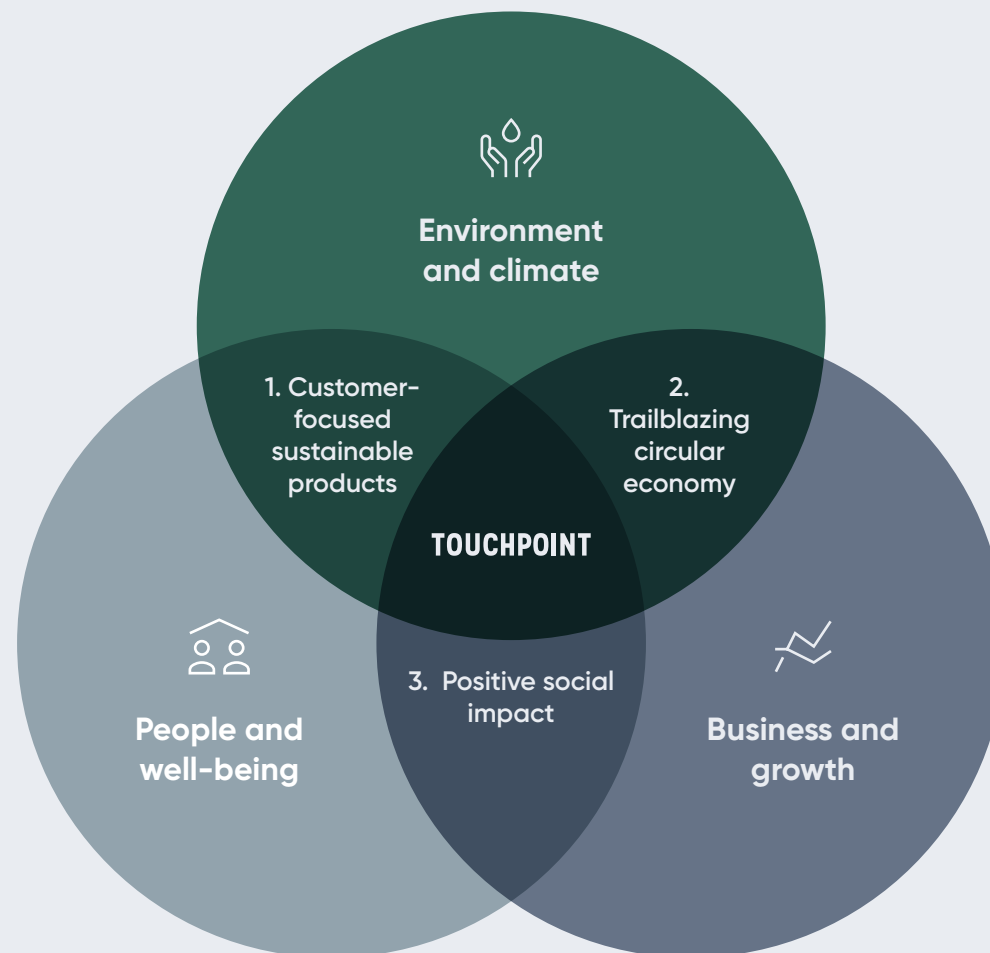 Environment
and climate
1. Customer-
focused
sustainable
products
2.
Trailblazing
circular
economy
TOUCHPOINT
3. Positive social
impact
People and
well-being
Business and
growth